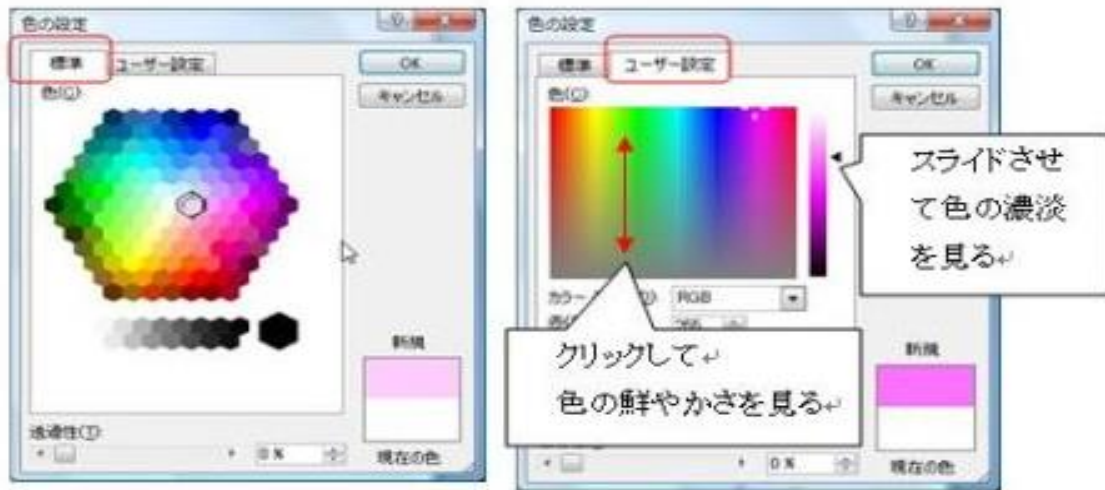 色の設定
標準 ユーザー設定
OK
キャンセル
色(C)
新規
透過性(T):
0 %
現在の色
色の設定
標準 ユーザー設定
OK
キャンセル
色(C)
スライドさせ
て色の濃淡
を見る↵
RGB
クリックして↵
色の鮮やかさを見る↵
新規
0 %
現在の色